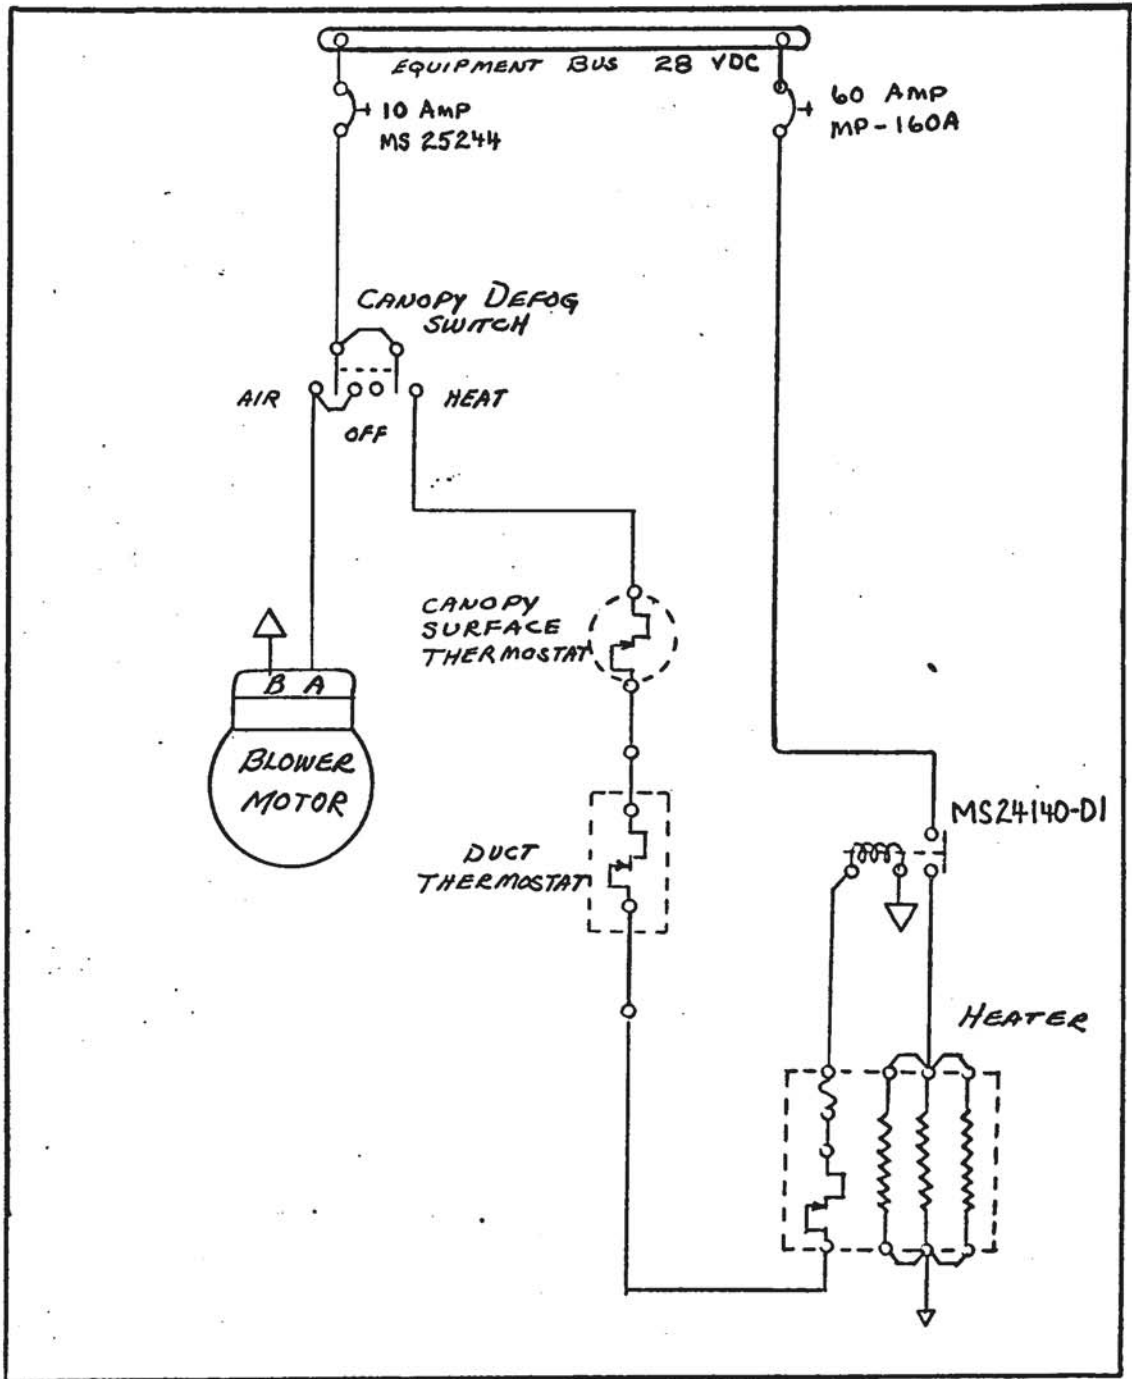 EQUIPMENT BUS 28 VDC
10 AMP
MS 25244
60 AMP
MP-160A
CANOPY DEFOG
SWITCH
AIR
HEAT
OFF
CANOPY
SURFACE
THERMOSTAT
B A
BLOWER
MOTOR
DUCT
THERMOSTAT
MS24140-D1
HEATER